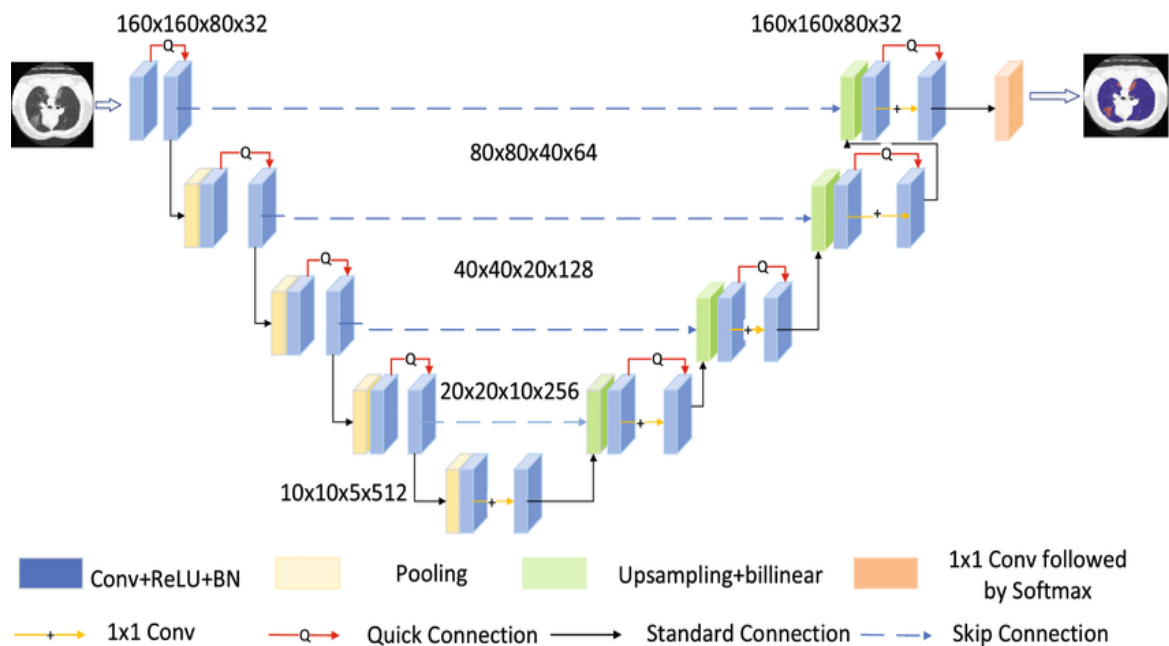 160x160x80x32
160x160x80x32
Q
Q
80x80x40x64
Q
Q
40x40x20x128
Q
Q
20x20x10x256
Q
Q
10x10x5x512
Conv+ReLU+BN
Pooling
Upsampling+billinear
1x1 Conv followed
by Softmax
1x1 Conv
Q
Quick Connection
Standard Connection
Skip Connection